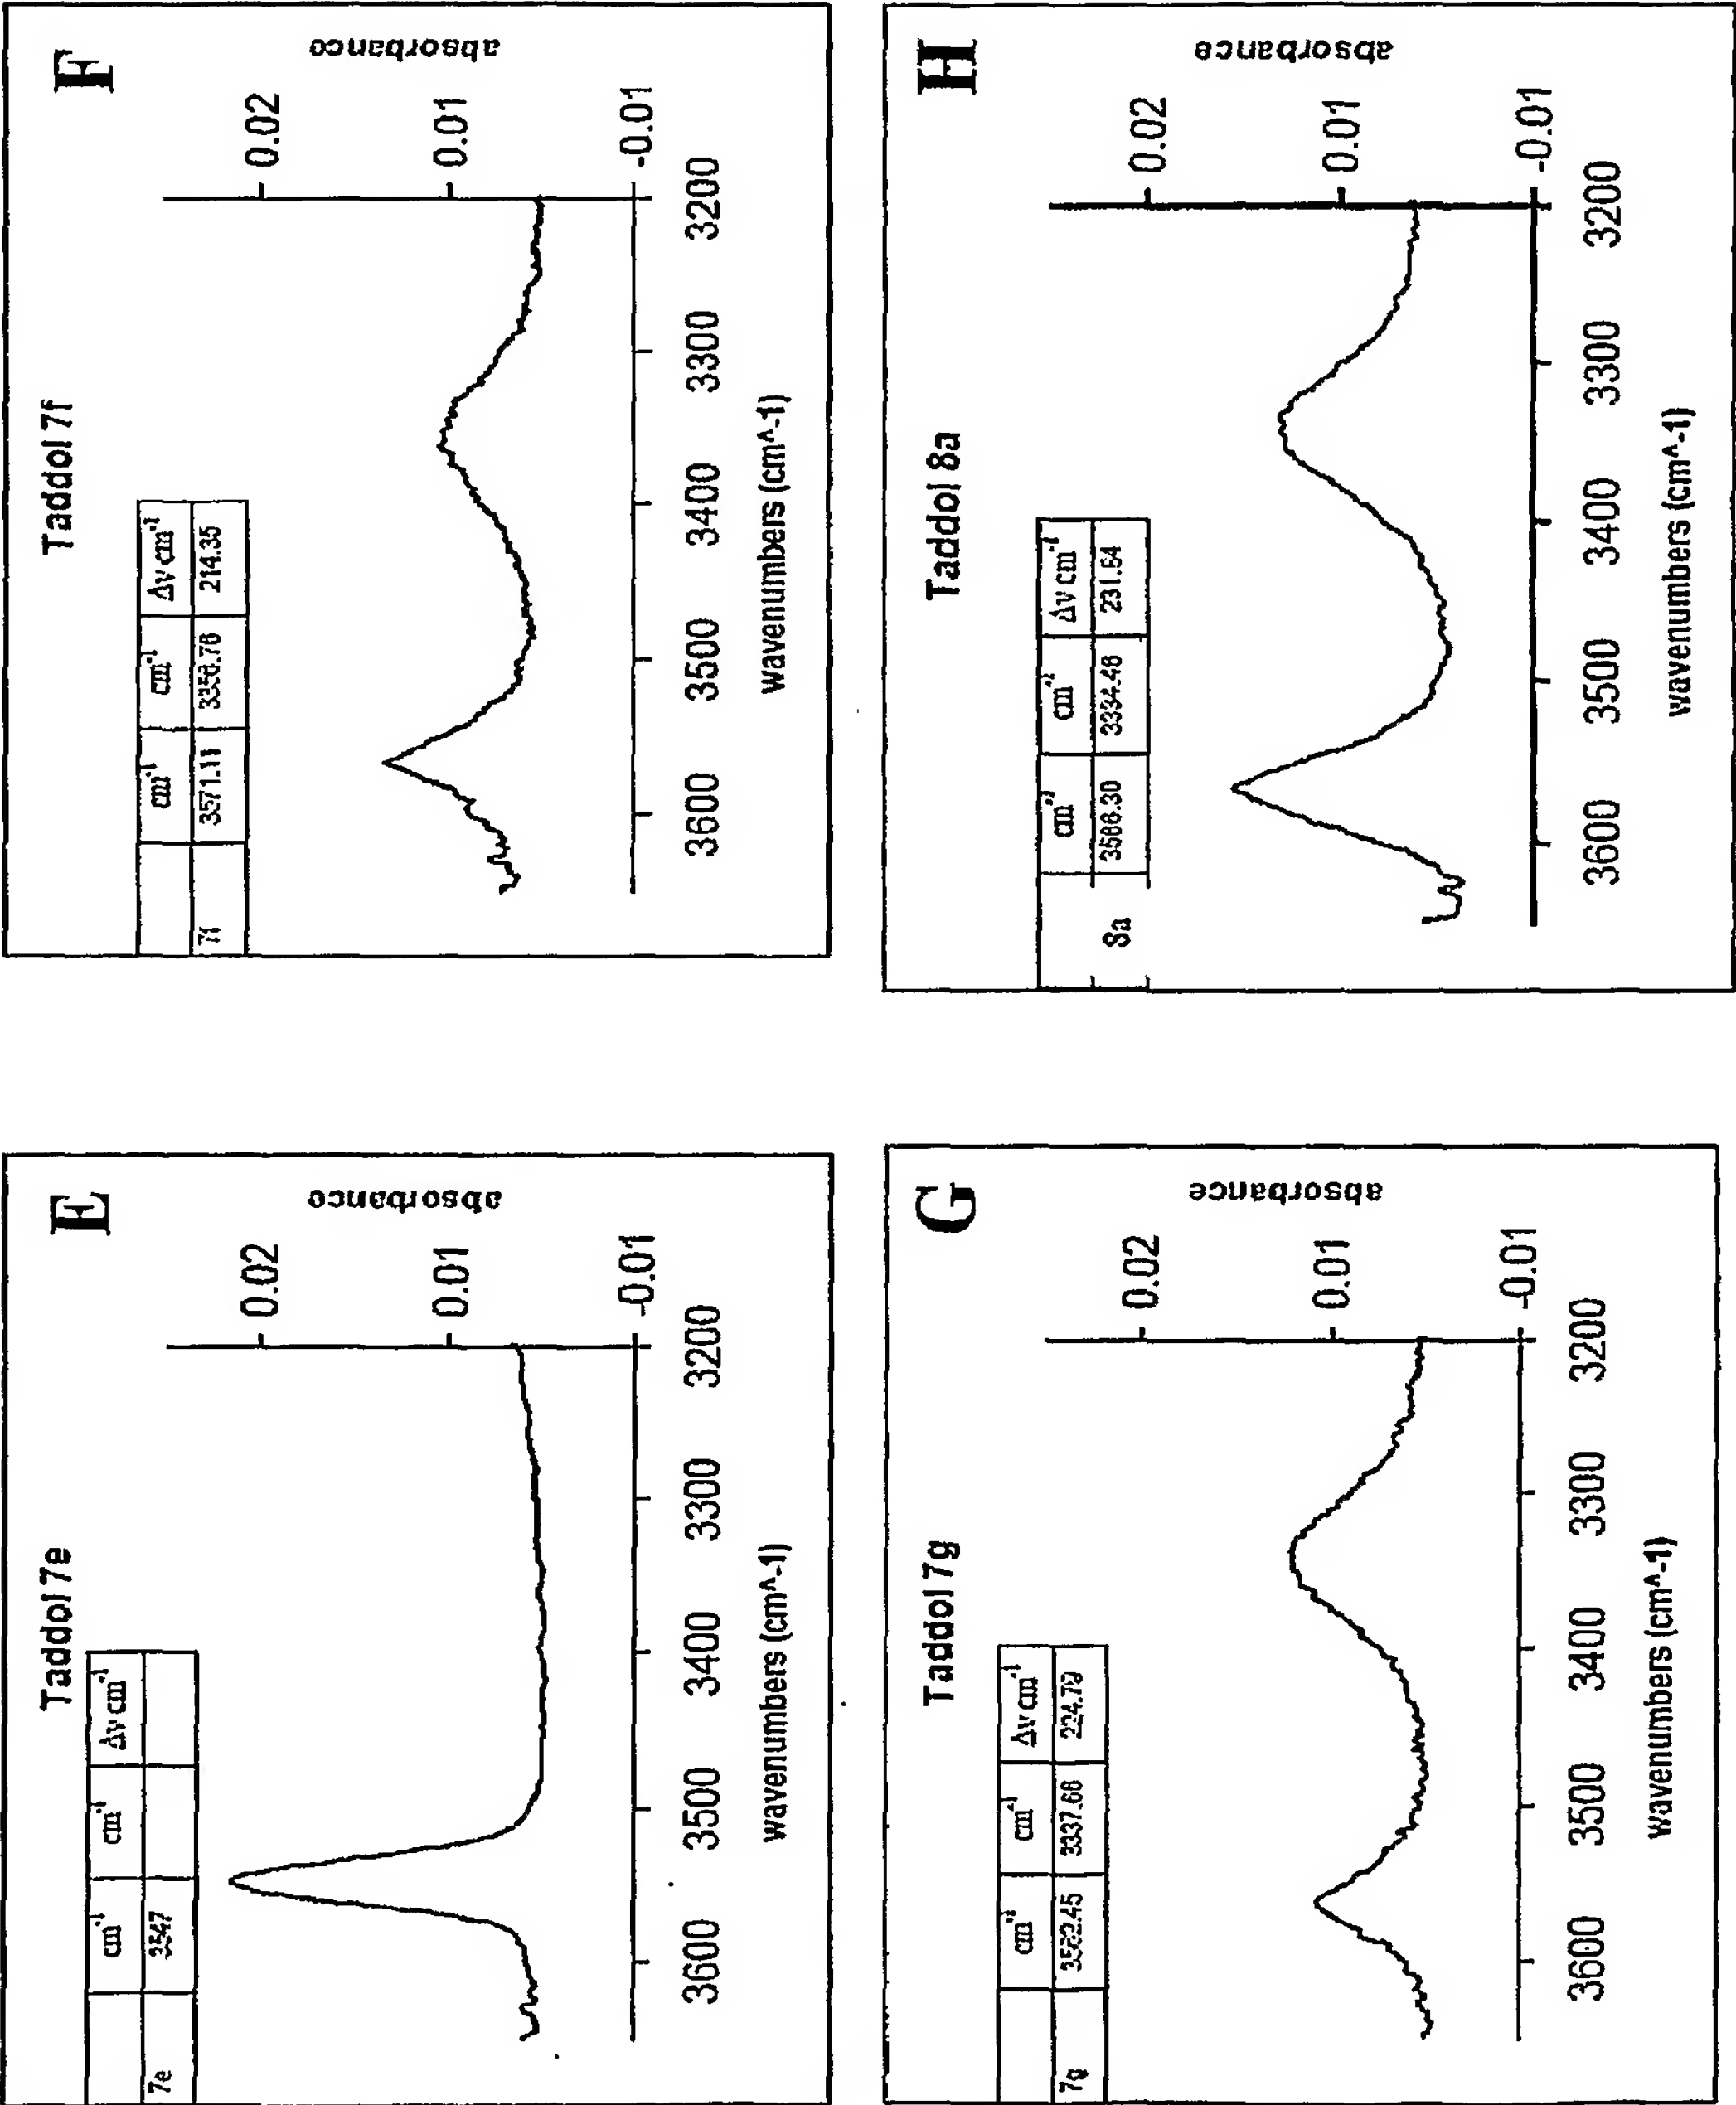 Taddol 7e
E
cm⁻¹ cm⁻¹ Δν cm⁻¹
7e 3547
0.02
0.01
-0.01
absorbance
3600 3500 3400 3300 3200
wavenumbers (cm^-1)
Taddol 7f
F
cm⁻¹ cm⁻¹ Δν cm⁻¹
7f 3571.11 3356.76 214.35
0.02
0.01
-0.01
absorbance
3600 3500 3400 3300 3200
wavenumbers (cm^-1)
Taddol 7g
G
cm⁻¹ cm⁻¹ Δν cm⁻¹
7g 3562.45 3337.66 224.79
0.02
0.01
-0.01
absorbance
3600 3500 3400 3300 3200
wavenumbers (cm^-1)
Taddol 8a
H
cm⁻¹ cm⁻¹ Δν cm⁻¹
8a 3566.30 3334.46 231.64
0.02
0.01
-0.01
absorbance
3600 3500 3400 3300 3200
wavenumbers (cm^-1)